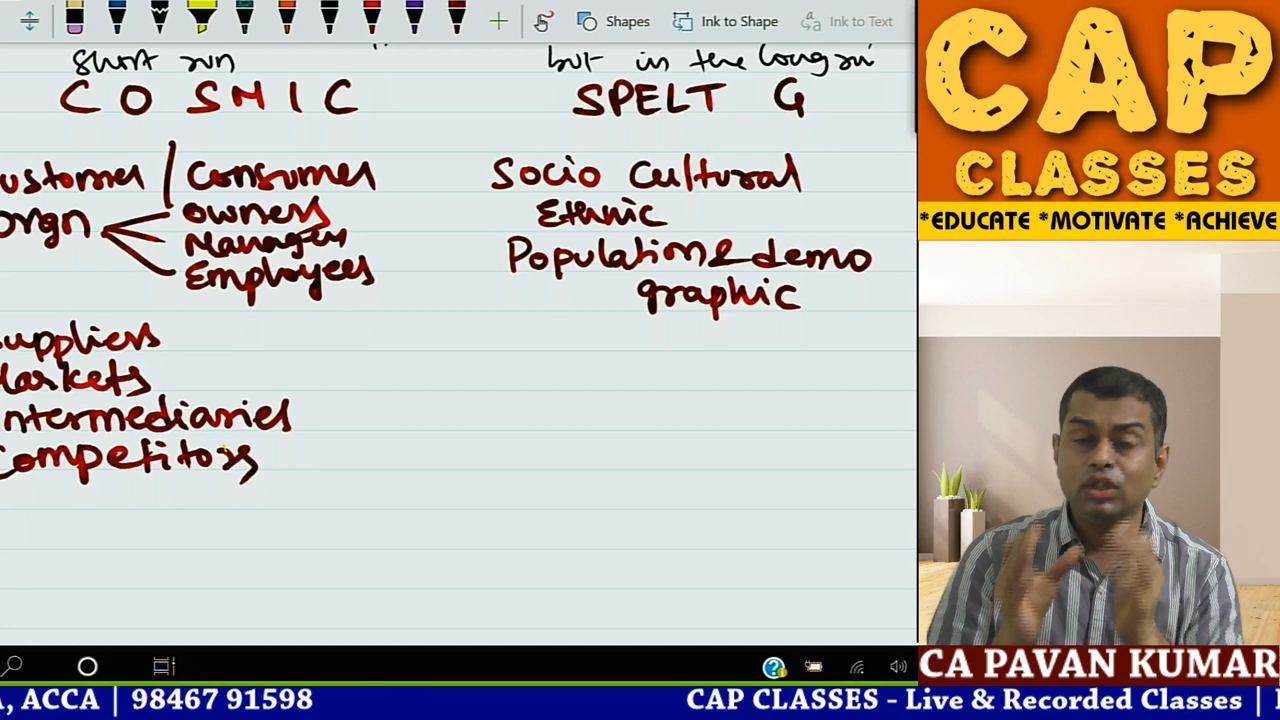 Shapes
Ink to Shape
Ink to Text
short run
but in the long run
COSMIC
SPELT G
ustomer / Consumer
orgn
owners
Managers
Employees
uppliers
arkets
ntermediaries
Competitors
Socio Cultural
Ethnic
Population & demo
graphic
CAP
CLASSES
*EDUCATE *MOTIVATE *ACHIEVE
CA PAVAN KUMAR
A, ACCA | 98467 91598
CAP CLASSES - Live & Recorded Classes |